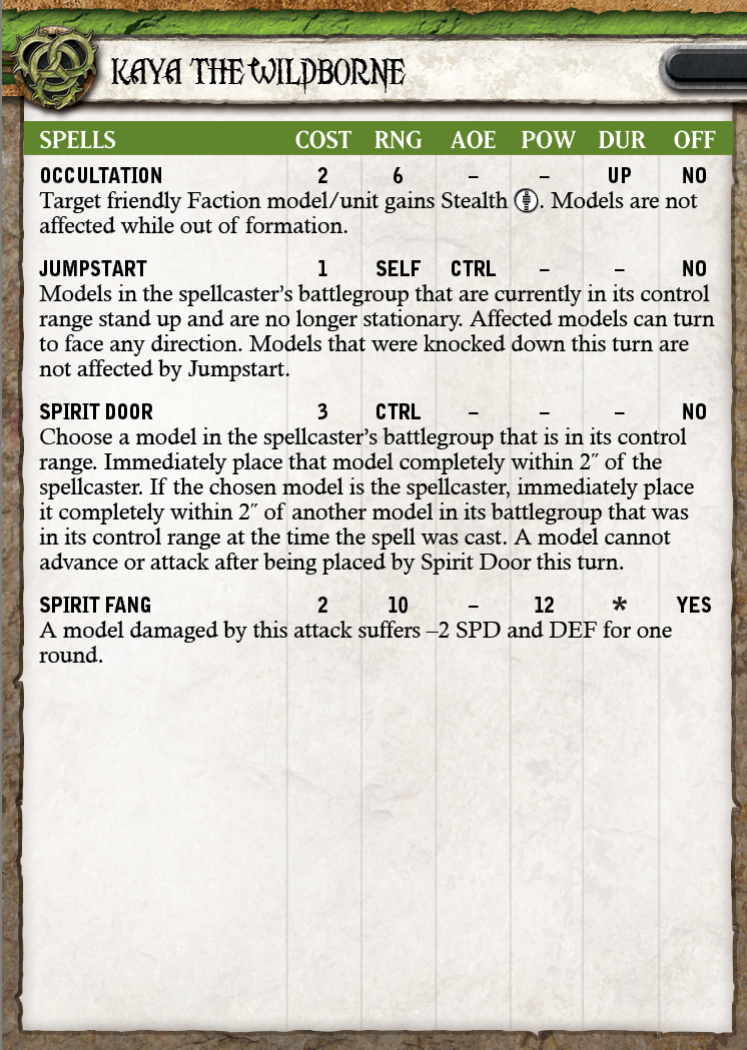 KAYA THE WILDBORNE
SPELLS COST RNG AOE POW DUR OFF
OCCULTATION 2 6 – – UP NO
Target friendly Faction model/unit gains Stealth. Models are not
affected while out of formation.
JUMPSTART 1 SELF CTRL – – NO
Models in the spellcaster's battlegroup that are currently in its control
range stand up and are no longer stationary. Affected models can turn
to face any direction. Models that were knocked down this turn are
not affected by Jumpstart.
SPIRIT DOOR 3 CTRL – – – NO
Choose a model in the spellcaster's battlegroup that is in its control
range. Immediately place that model completely within 2″ of the
spellcaster. If the chosen model is the spellcaster, immediately place
it completely within 2″ of another model in its battlegroup that was
in its control range at the time the spell was cast. A model cannot
advance or attack after being placed by Spirit Door this turn.
SPIRIT FANG 2 10 – 12 * YES
A model damaged by this attack suffers –2 SPD and DEF for one
round.